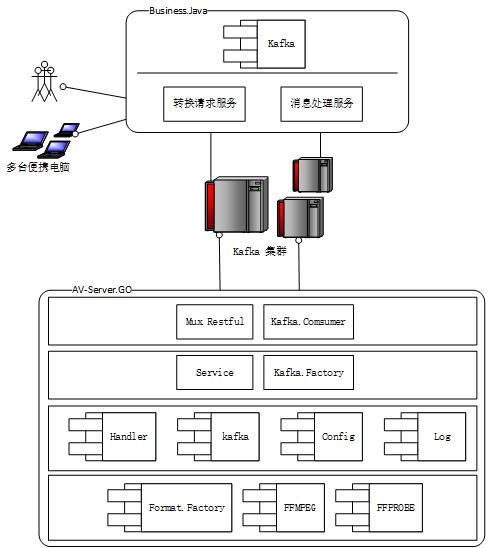 Business.Java
Kafka
转换请求服务
消息处理服务
多台便携电脑
Kafka 集群
AV-Server.GO
Mux Restful
Kafka.Comsumer
Service
Kafka.Factory
Handler
kafka
Config
Log
Format.Factory
FFMPEG
FFPROBE